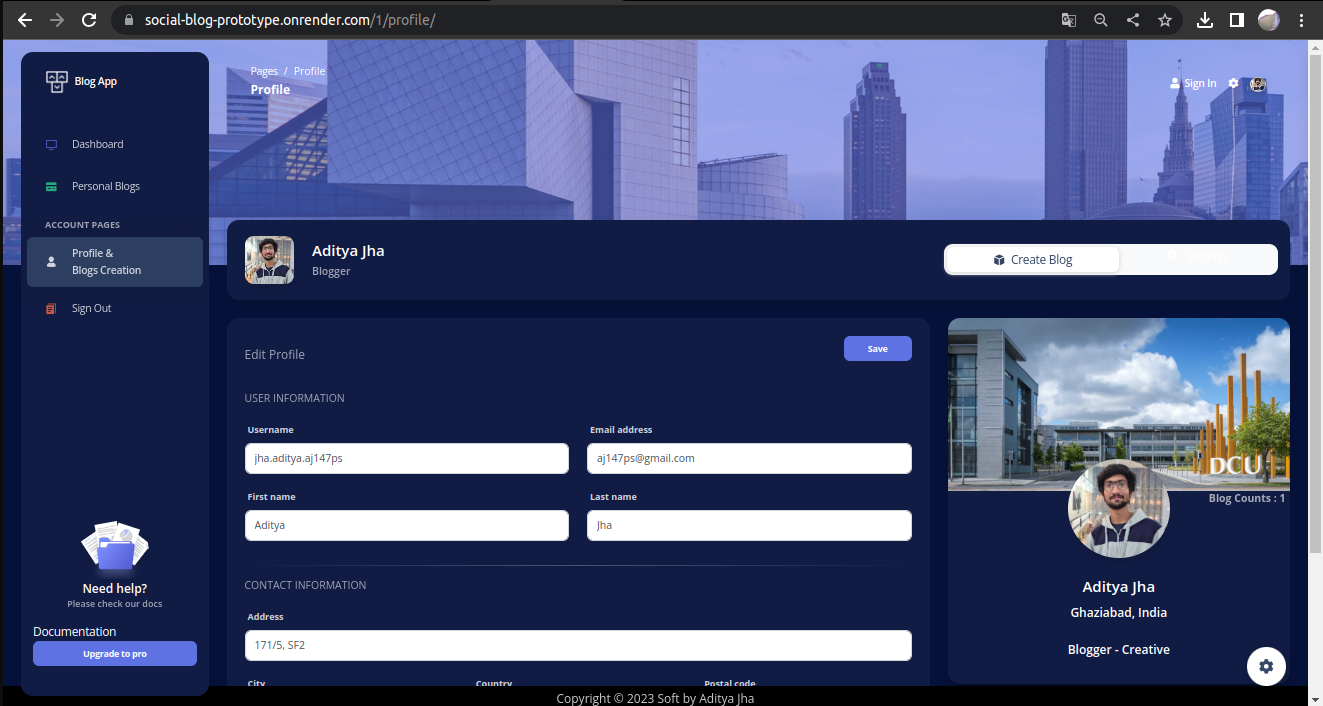 social-blog-prototype.onrender.com/1/profile/
Blog App
Pages / Profile
Profile
Sign In
Dashboard
Personal Blogs
ACCOUNT PAGES
Profile &
Blogs Creation
Sign Out
Need help?
Please check our docs
Documentation
Upgrade to pro
Aditya Jha
Blogger
Create Blog
Settings
Edit Profile
Save
USER INFORMATION
Username
Email address
jha.aditya.aj147ps
aj147ps@gmail.com
First name
Last name
Aditya
Jha
CONTACT INFORMATION
Address
171/5, SF2
City
Country
Postal code
DCU
Blog Counts : 1
Aditya Jha
Ghaziabad, India
Blogger - Creative
Copyright © 2023 Soft by Aditya Jha